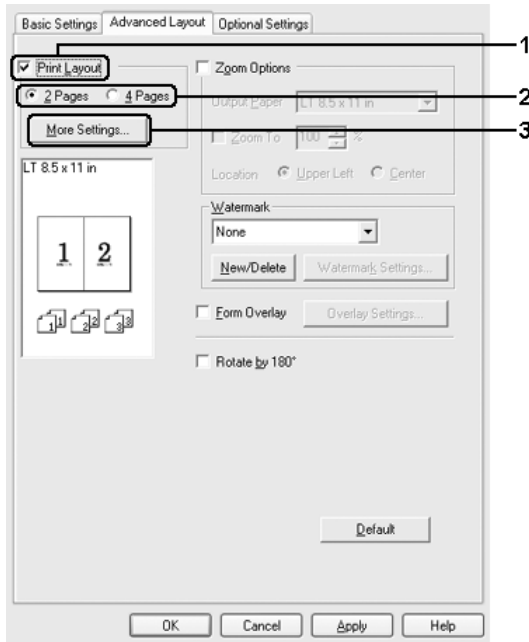 Basic Settings Advanced Layout Optional Settings
1
Print Layout
Zoom Options
2 Pages 4 Pages
2
Output Paper LT 8.5 x 11 in
More Settings...
3
Zoom To 100 %
Location Upper Left Center
LT 8.5 x 11 in
Watermark
None
1 2
New/Delete Watermark Settings...
Form Overlay Overlay Settings...
11 22 33
Rotate by 180°
Default
OK Cancel Apply Help